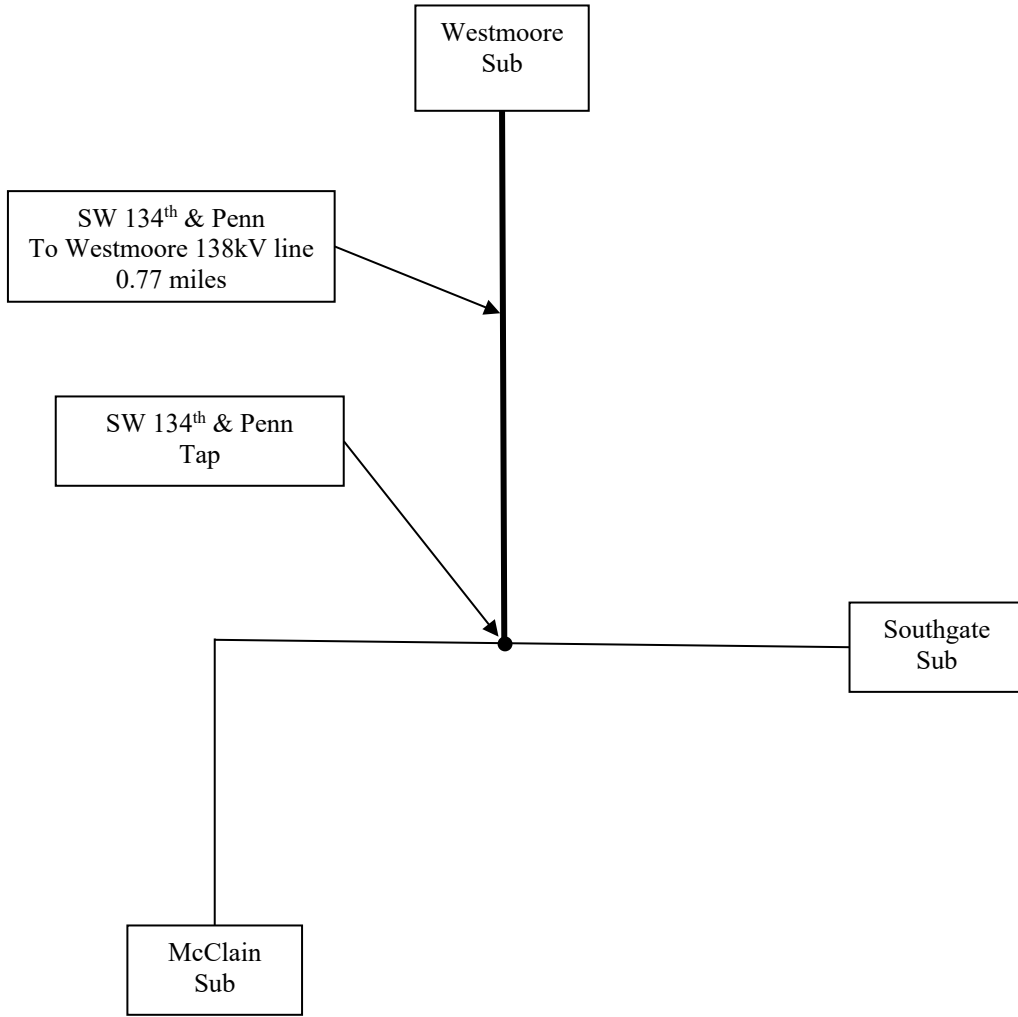 Westmoore
Sub
SW 134th & Penn
To Westmoore 138kV line
0.77 miles
SW 134th & Penn
Tap
Southgate
Sub
McClain
Sub